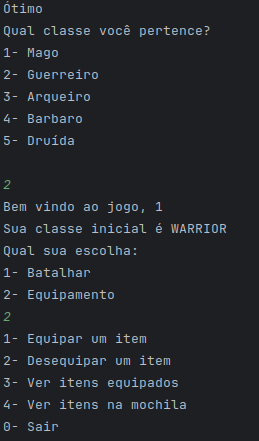 Ótimo
Qual classe você pertence?
1- Mago
2- Guerreiro
3- Arqueiro
4- Barbaro
5- Druída
2
Bem vindo ao jogo, 1
Sua classe inicial é WARRIOR
Qual sua escolha:
1- Batalhar
2- Equipamento
2
1- Equipar um item
2- Desequipar um item
3- Ver itens equipados
4- Ver itens na mochila
0- Sair